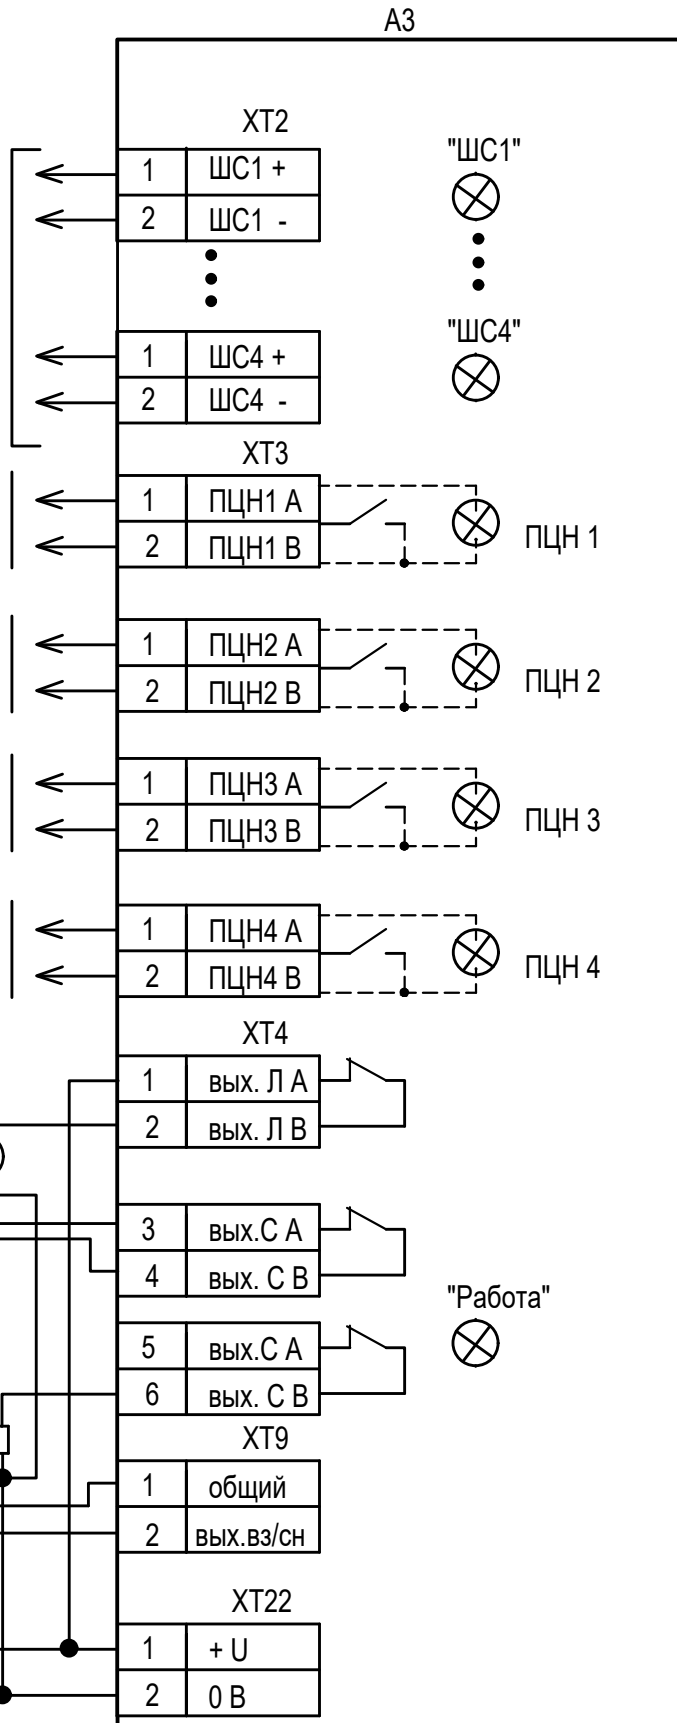 А3
ХТ2
"ШС1"
1 ШС1 +
2 ШС1 -
"ШС4"
1 ШС4 +
2 ШС4 -
ХТ3
1 ПЦН1 А
2 ПЦН1 В
ПЦН 1
1 ПЦН2 А
2 ПЦН2 В
ПЦН 2
1 ПЦН3 А
2 ПЦН3 В
ПЦН 3
1 ПЦН4 А
2 ПЦН4 В
ПЦН 4
ХТ4
1 вых. Л А
2 вых. Л В
3 вых.С А
4 вых. С В
"Работа"
5 вых.С А
6 вых. С В
ХТ9
1 общий
2 вых.вз/сн
ХТ22
1 + U
2 0 В